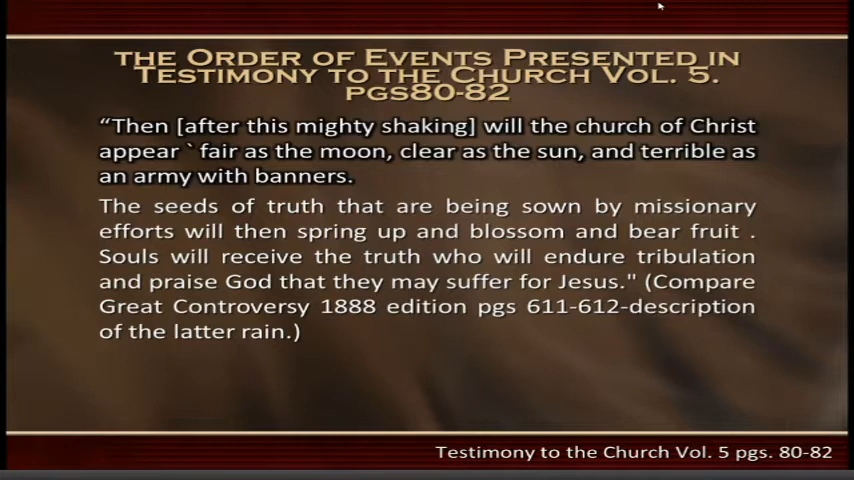 THE ORDER OF EVENTS PRESENTED IN
TESTIMONY TO THE CHURCH VOL. 5.
PGS80-82
“Then [after this mighty shaking] will the church of Christ
appear ` fair as the moon, clear as the sun, and terrible as
an army with banners.
The seeds of truth that are being sown by missionary
efforts will then spring up and blossom and bear fruit .
Souls will receive the truth who will endure tribulation
and praise God that they may suffer for Jesus." (Compare
Great Controversy 1888 edition pgs 611-612-description
of the latter rain.)
Testimony to the Church Vol. 5 pgs. 80-82